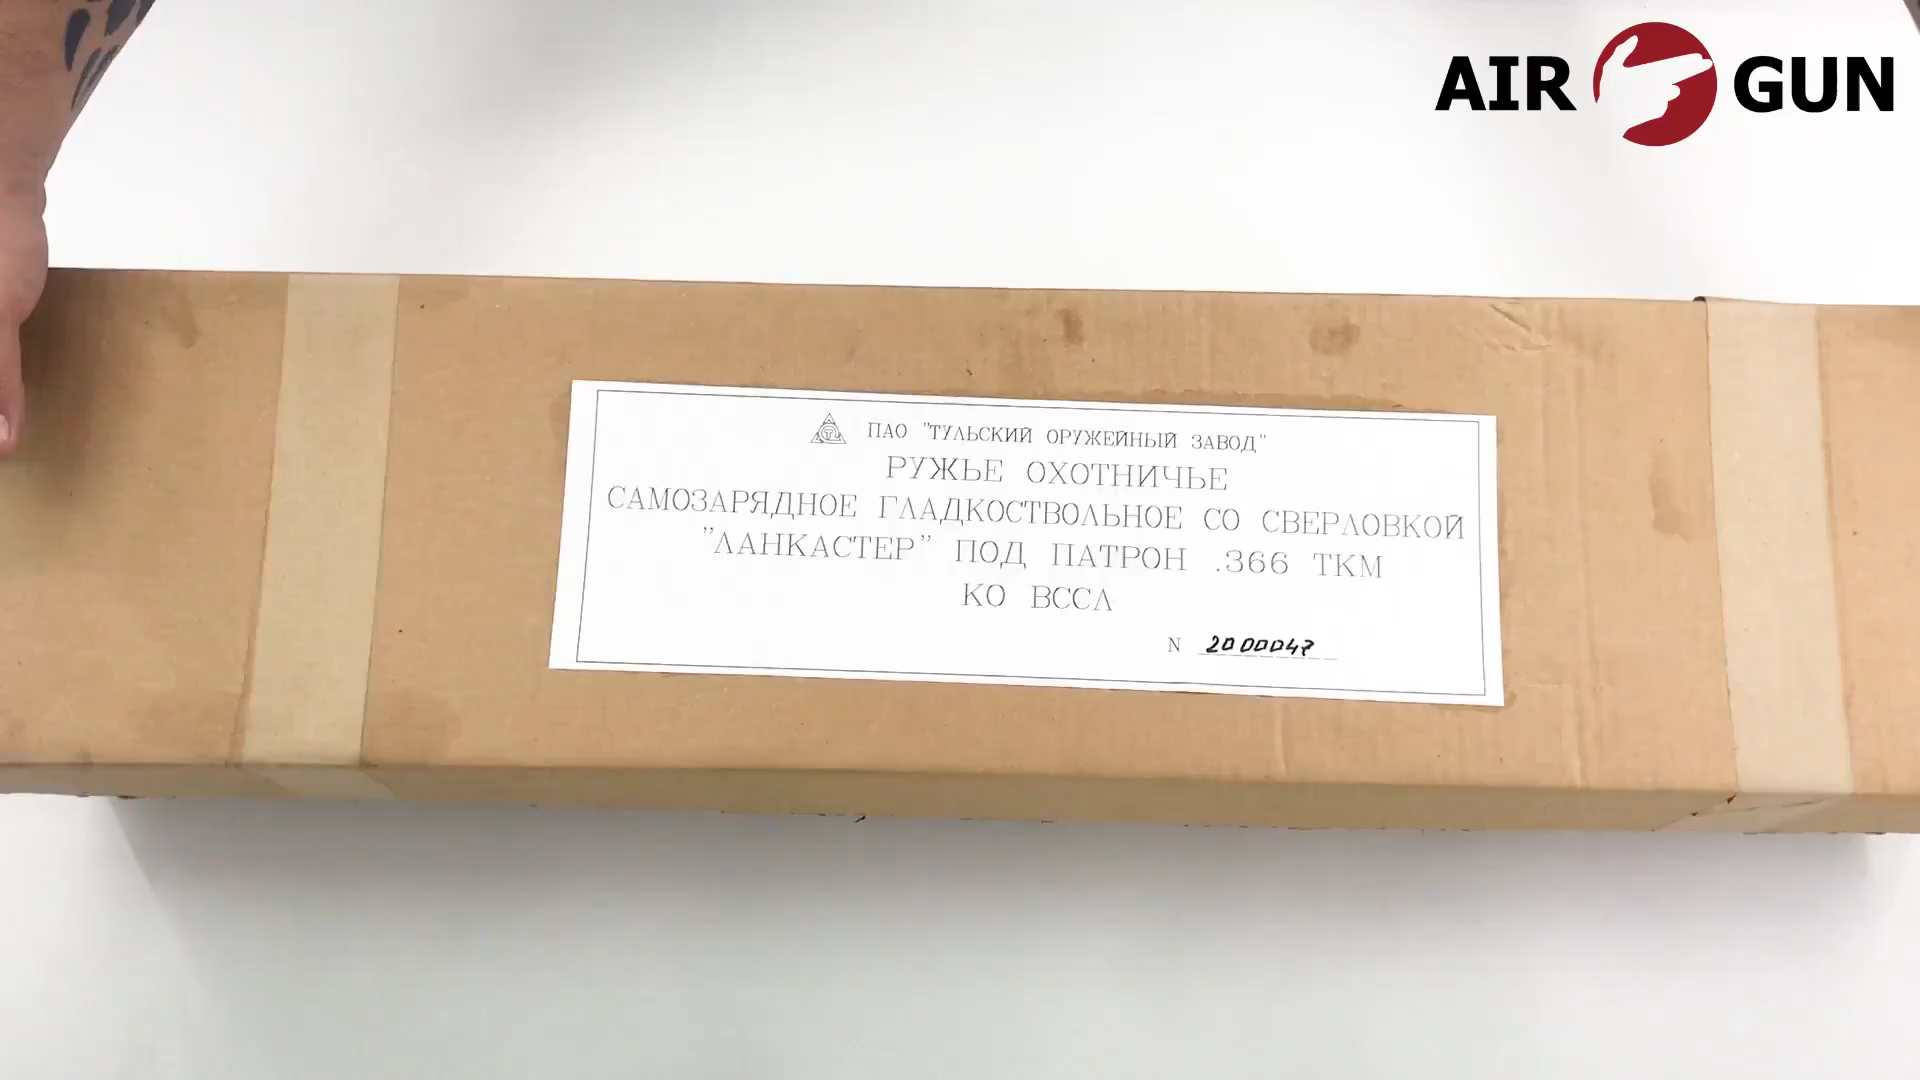 AIR GUN
ПАО "ТУЛЬСКИЙ ОРУЖЕЙНЫЙ ЗАВОД"
РУЖЬЕ ОХОТНИЧЬЕ
САМОЗАРЯДНОЕ ГЛАДКОСТВОЛЬНОЕ СО СВЕРЛОВКОЙ
"ЛАНКАСТЕР" ПОД ПАТРОН .366 ТКМ
КО ВССЛ
N 2000047